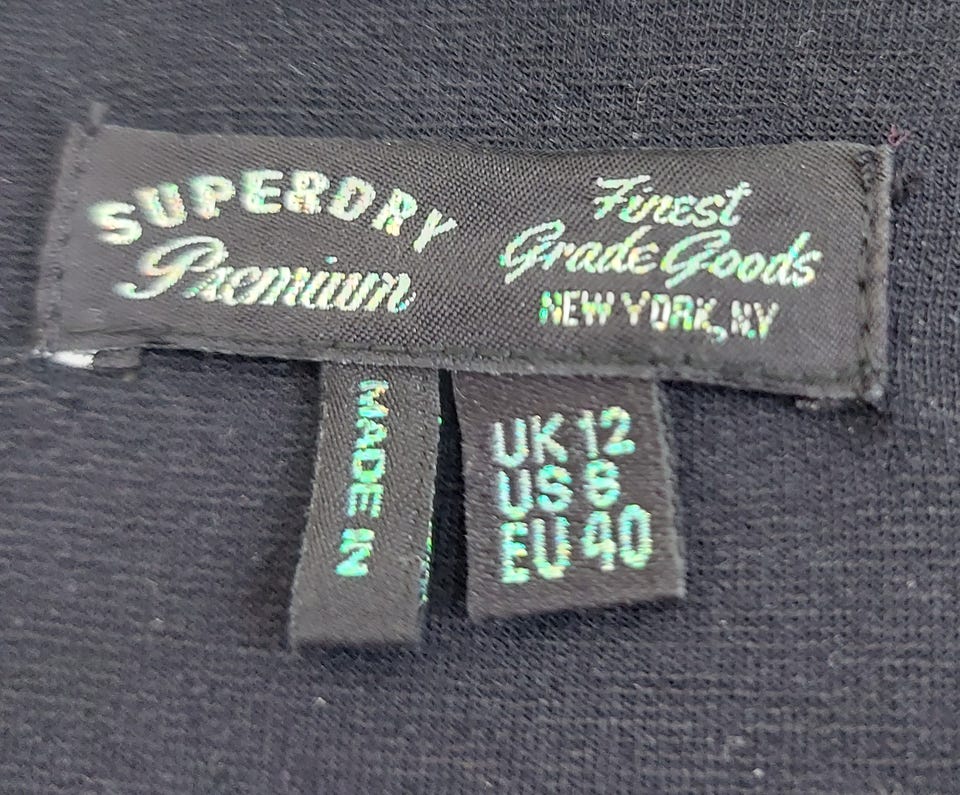 SUPERDRY
Premium
Finest
Grade Goods
NEW YORK, NY
MADE IN
UK 12
US 8
EU 40